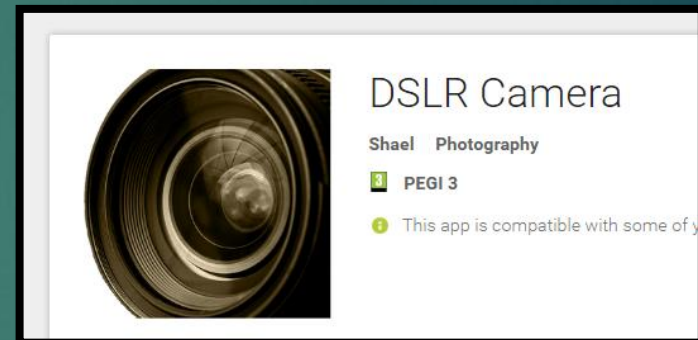 DSLR Camera
Shael Photography
3 PEGI 3
This app is compatible with some of y